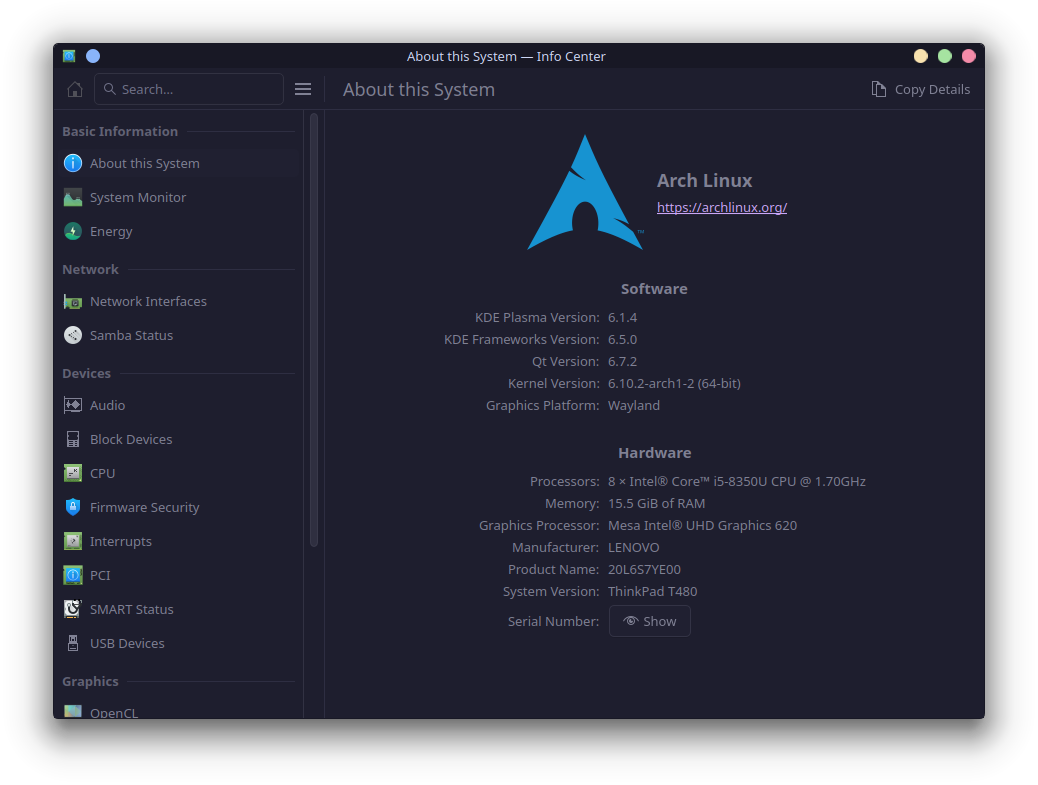 About this System — Info Center
Search...
About this System
Copy Details
Basic Information
About this System
System Monitor
Energy
Network
Network Interfaces
Samba Status
Devices
Audio
Block Devices
CPU
Firmware Security
Interrupts
PCI
SMART Status
USB Devices
Graphics
OpenCL
Arch Linux
https://archlinux.org/
TM
Software
KDE Plasma Version: 6.1.4
KDE Frameworks Version: 6.5.0
Qt Version: 6.7.2
Kernel Version: 6.10.2-arch1-2 (64-bit)
Graphics Platform: Wayland
Hardware
Processors: 8 × Intel® Core™ i5-8350U CPU @ 1.70GHz
Memory: 15.5 GiB of RAM
Graphics Processor: Mesa Intel® UHD Graphics 620
Manufacturer: LENOVO
Product Name: 20L6S7YE00
System Version: ThinkPad T480
Serial Number: Show